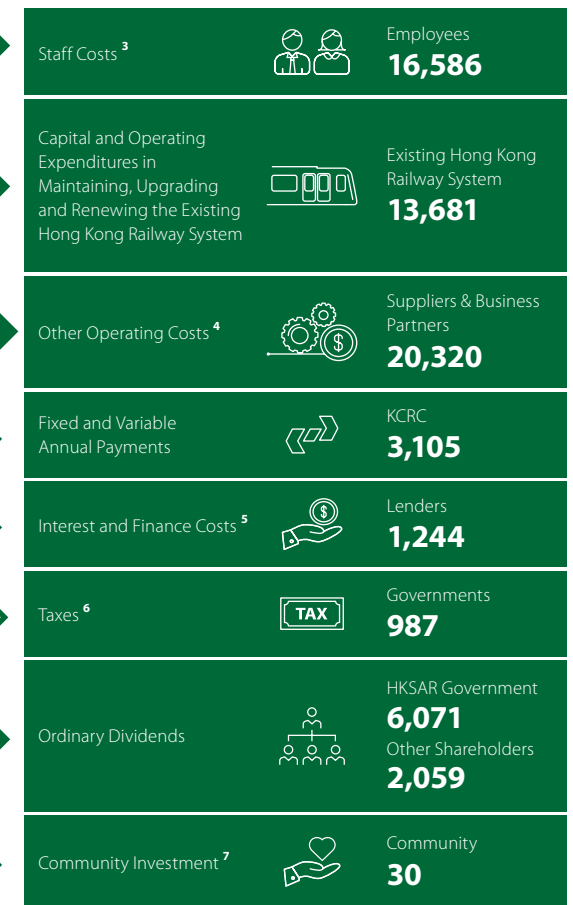 Staff Costs 3
Employees
16,586
Capital and Operating
Expenditures in
Maintaining, Upgrading
and Renewing the Existing
Hong Kong Railway System
Existing Hong Kong
Railway System
13,681
Other Operating Costs 4
$
Suppliers & Business
Partners
20,320
Fixed and Variable
Annual Payments
KCRC
3,105
Interest and Finance Costs 5
$
Lenders
1,244
Taxes 6
TAX
Governments
987
Ordinary Dividends
HKSAR Government
6,071
Other Shareholders
2,059
Community Investment 7
Community
30